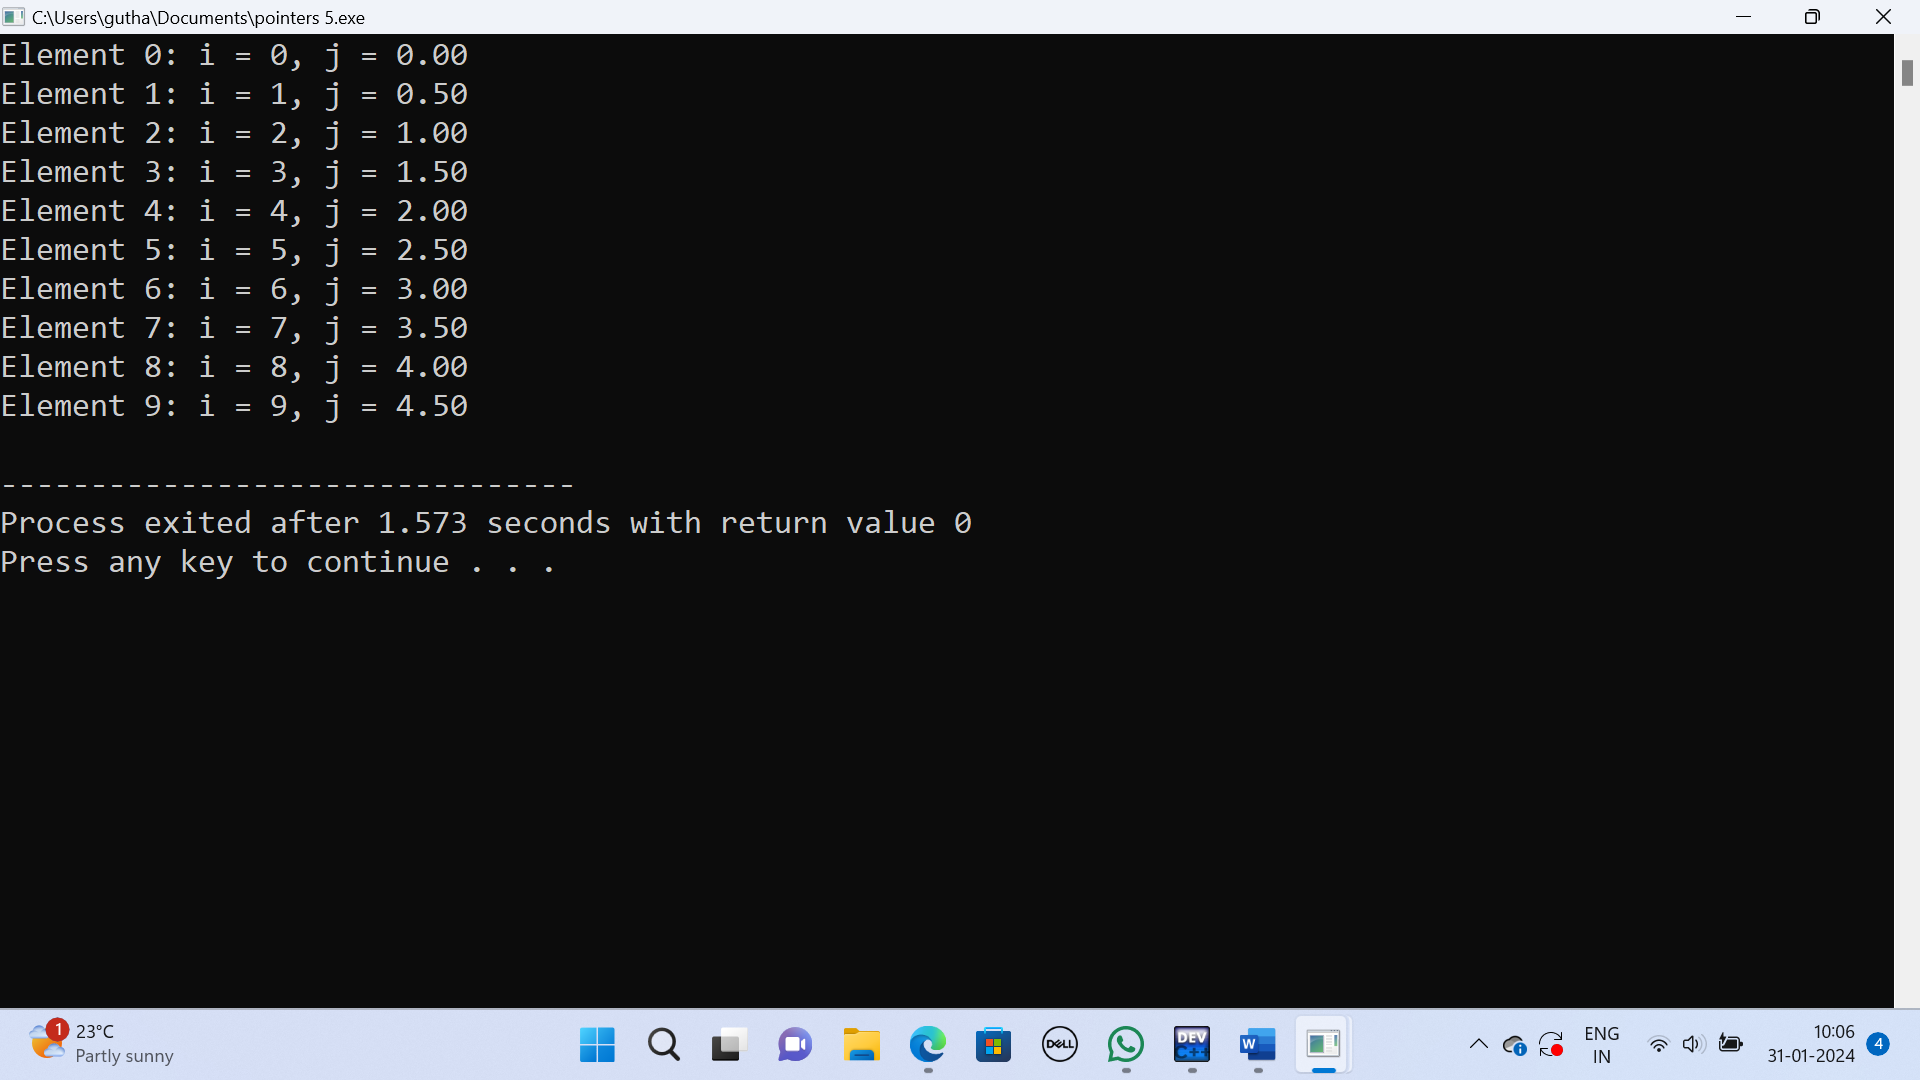 C:\Users\gutha\Documents\pointers 5.exe
Element 0: i = 0, j = 0.00
Element 1: i = 1, j = 0.50
Element 2: i = 2, j = 1.00
Element 3: i = 3, j = 1.50
Element 4: i = 4, j = 2.00
Element 5: i = 5, j = 2.50
Element 6: i = 6, j = 3.00
Element 7: i = 7, j = 3.50
Element 8: i = 8, j = 4.00
Element 9: i = 9, j = 4.50
--------------------------------
Process exited after 1.573 seconds with return value 0
Press any key to continue . . .
1
23°C
Partly sunny
DELL
DEV
C++
W
ENG
IN
10:06
31-01-2024
4